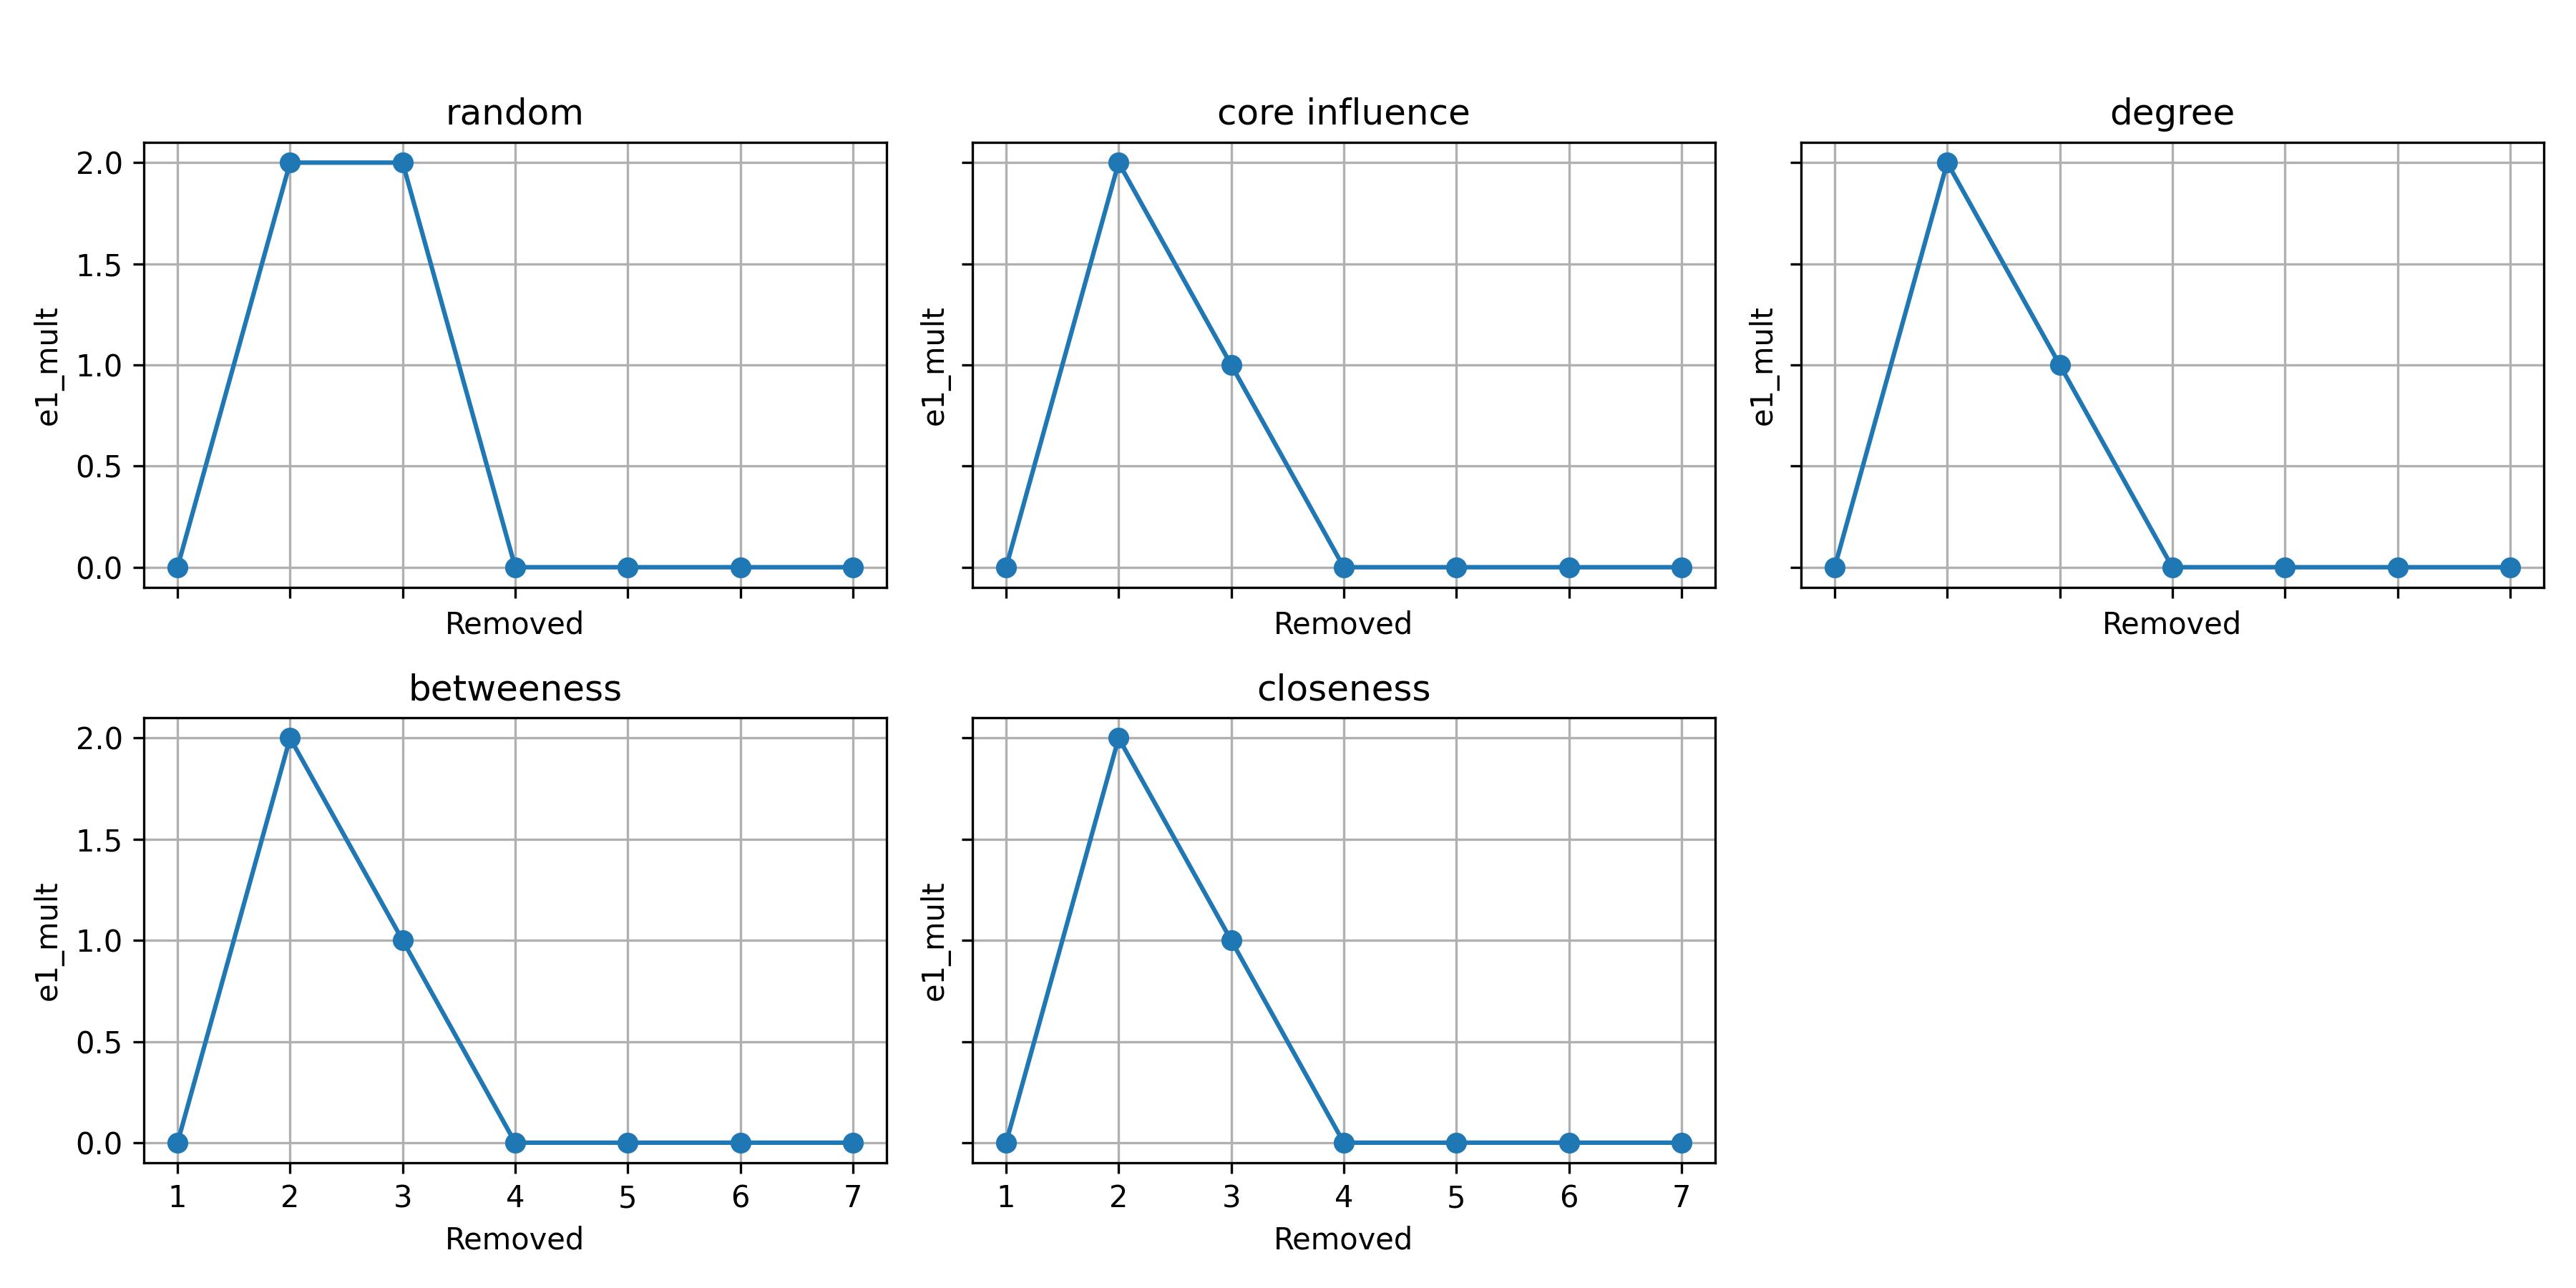 random
core influence
degree
2.0
1.5
1.0
0.5
0.0
e1_mult
e1_mult
e1_mult
Removed
Removed
Removed
betweeness
closeness
2.0
1.5
1.0
0.5
0.0
e1_mult
e1_mult
1 2 3 4 5 6 7
1 2 3 4 5 6 7
Removed
Removed